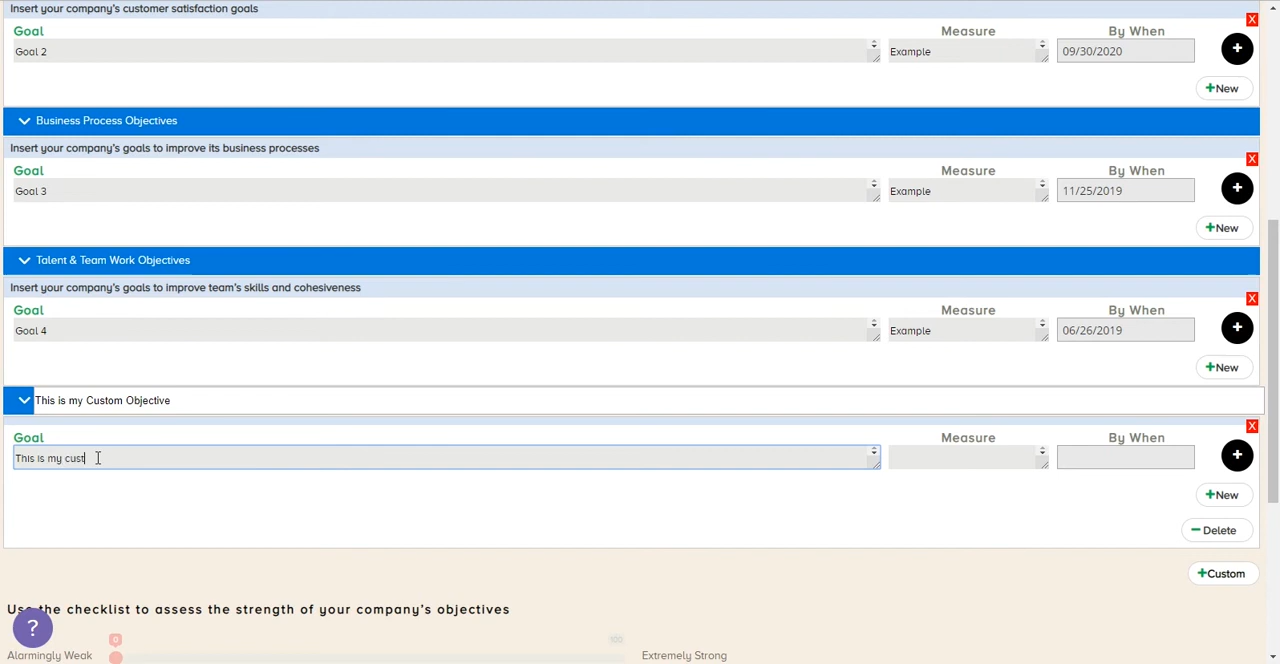 Insert your company's customer satisfaction goals
X
Goal Measure By When
Goal 2 Example 09/30/2020 +
+New
Business Process Objectives
Insert your company's goals to improve its business processes
X
Goal Measure By When
Goal 3 Example 11/25/2019 +
+New
Talent & Team Work Objectives
Insert your company's goals to improve team's skills and cohesiveness
X
Goal Measure By When
Goal 4 Example 06/26/2019 +
+New
This is my Custom Objective
X
Goal Measure By When
This is my cust +
+New
− Delete
+Custom
Use the checklist to assess the strength of your company's objectives
?
0 100
Alarmingly Weak Extremely Strong